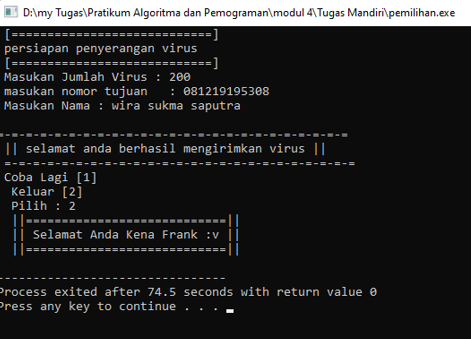 D:\my Tugas\Pratikum Algoritma dan Pemograman\modul 4\Tugas Mandiri\pemilihan.exe
[============================]
persiapan penyerangan virus
[============================]
Masukan Jumlah Virus : 200
masukan nomor tujuan   : 081219195308
Masukan Nama : wira sukma saputra
=-=-=-=-=-=-=-=-=-=-=-=-=-=-=-=-=-=-=-=-=-=-=-=
|| selamat anda berhasil mengirimkan virus ||
=-=-=-=-=-=-=-=-=-=-=-=-=-=-=-=-=-=-=-=-=-=-=-=
Coba Lagi [1]
Keluar [2]
Pilih : 2
||============================||
|| Selamat Anda Kena Frank :v ||
||============================||
--------------------------------
Process exited after 74.5 seconds with return value 0
Press any key to continue . . .